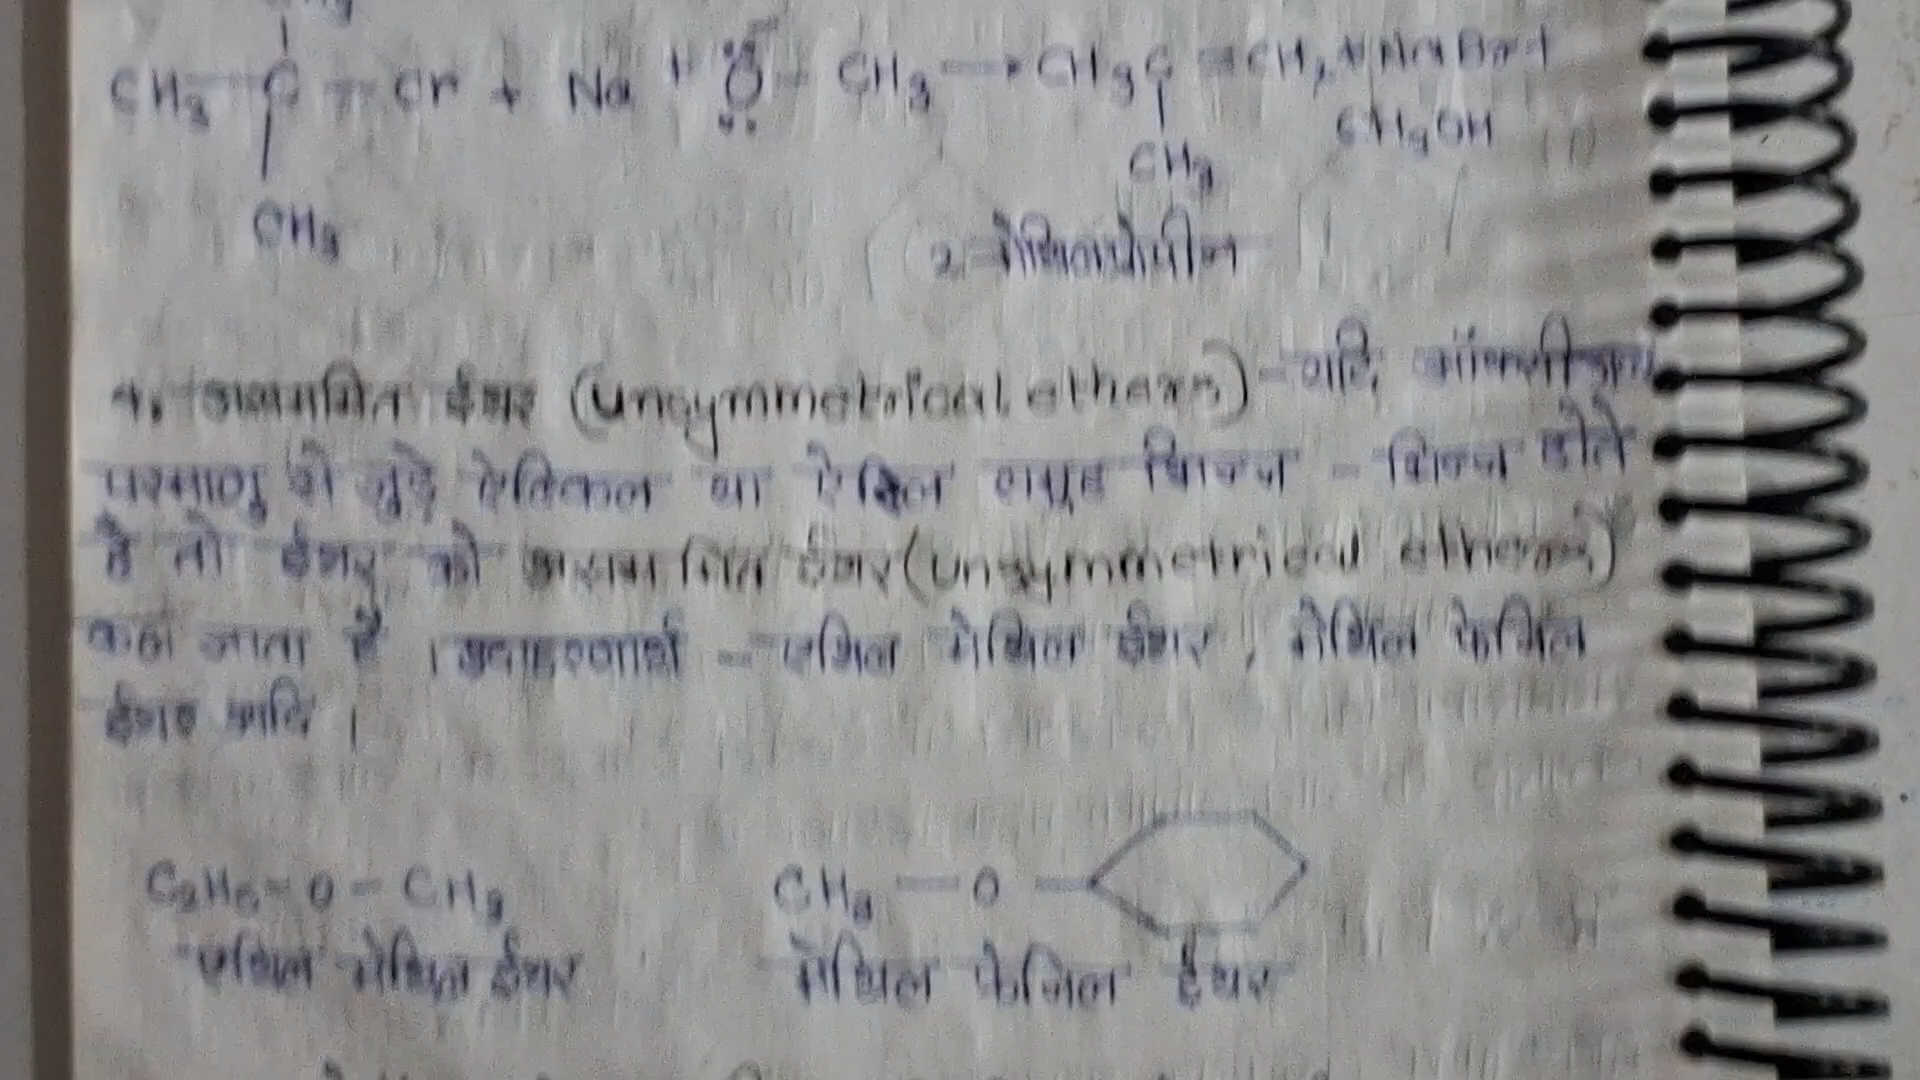 CH3 - C - Cr + Na + O - CH3 → CH3 C = CH2 +
CH3OH
CH3
CH3
2-मेथिलप्रोपीन
4. असममित ईथर (Unsymmetrical ethers) - यदि ऑक्सीजन
परमाणु से जुड़े ऐल्किल या ऐरिल समूह भिन्न - भिन्न होते
है तो ईथर को असममित ईथर (Unsymmetrical ethers)
कहा जाता है । उदाहरणार्थ - एथिल मेथिल ईथर , मेथिल फेनिल
ईथर आदि ।
C2H5 - O - CH3 CH3 - O -
एथिल मेथिल ईथर मेथिल फेनिल ईथर